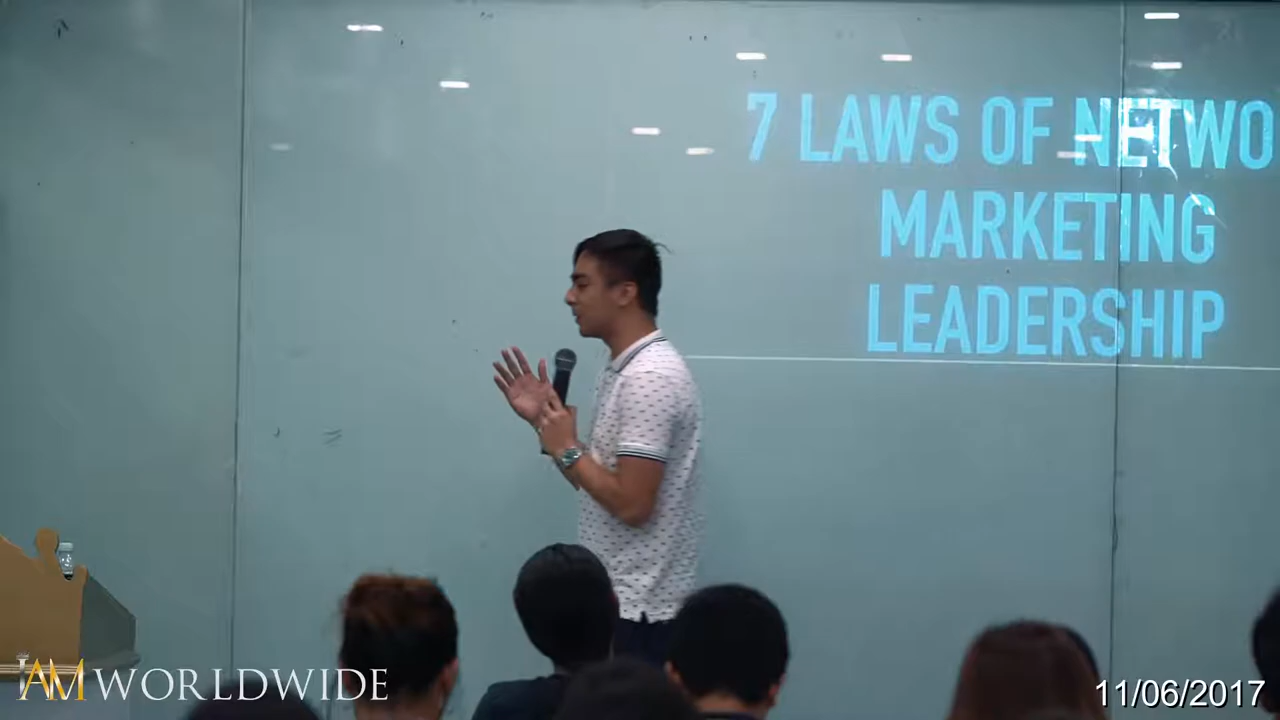 7 LAWS OF NETWO
MARKETING
LEADERSHIP
IAM WORLDWIDE
11/06/2017